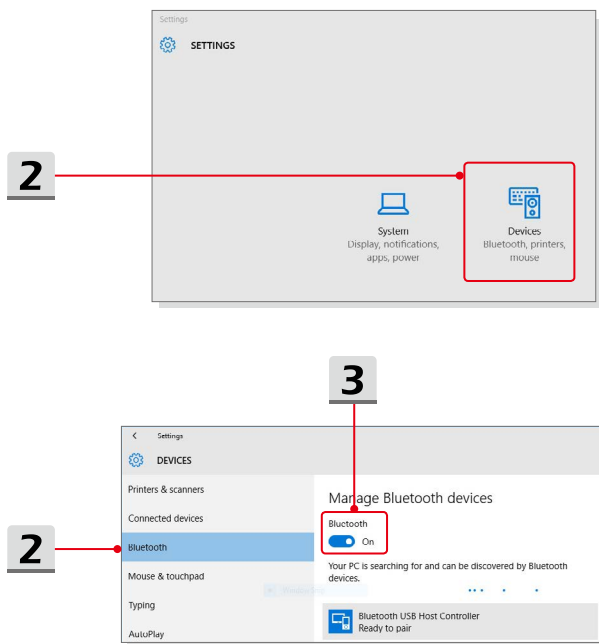 Settings
SETTINGS
2
System
Display, notifications,
apps, power
Devices
Bluetooth, printers,
mouse
3
Settings
DEVICES
Printers & scanners
Connected devices
Bluetooth
Mouse & touchpad
Typing
AutoPlay
2
Manage Bluetooth devices
Bluetooth
On
Your PC is searching for and can be discovered by Bluetooth
devices.
Bluetooth USB Host Controller
Ready to pair